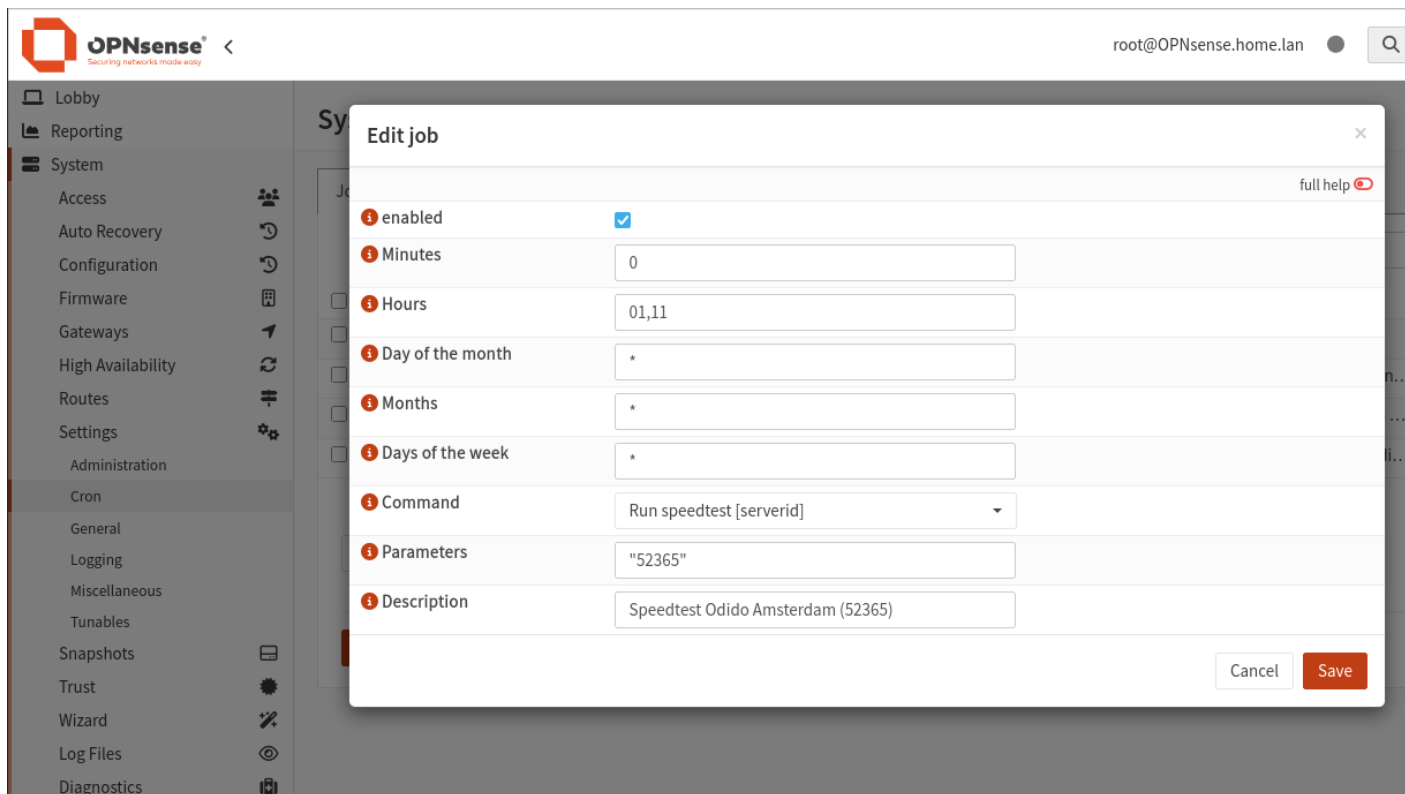 OPNsense®
Securing networks made easy
root@OPNsense.home.lan
Lobby
Reporting
System
Access
Auto Recovery
Configuration
Firmware
Gateways
High Availability
Routes
Settings
Administration
Cron
General
Logging
Miscellaneous
Tunables
Snapshots
Trust
Wizard
Log Files
Diagnostics
Sy
Jo
Edit job
×
full help
enabled
Minutes
0
Hours
01,11
Day of the month
*
Months
*
Days of the week
*
Command
Run speedtest [serverid]
Parameters
"52365"
Description
Speedtest Odido Amsterdam (52365)
Cancel
Save
n...
...
li...